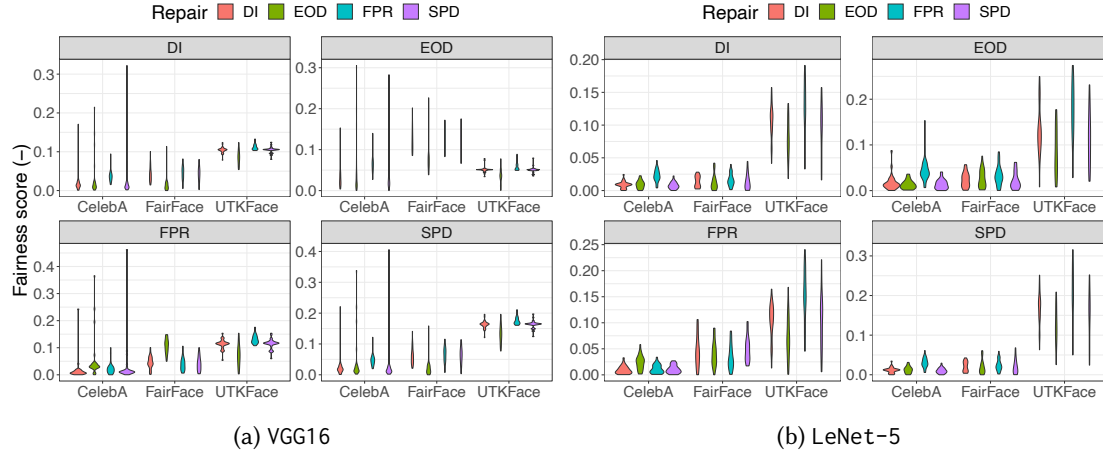 Repair DI EOD FPR SPD
DI EOD
0.3
0.2
0.1
0.0
0.3
0.2
0.1
0.0
CelebA FairFace UTKFace
CelebA FairFace UTKFace
FPR SPD
0.4
0.3
0.2
0.1
0.0
0.4
0.3
0.2
0.1
0.0
CelebA FairFace UTKFace
CelebA FairFace UTKFace
Fairness score (−)
(a) VGG16
Repair DI EOD FPR SPD
DI EOD
0.20
0.15
0.10
0.05
0.00
0.2
0.1
0.0
CelebA FairFace UTKFace
CelebA FairFace UTKFace
FPR SPD
0.25
0.20
0.15
0.10
0.05
0.00
0.3
0.2
0.1
0.0
CelebA FairFace UTKFace
CelebA FairFace UTKFace
(b) LeNet-5